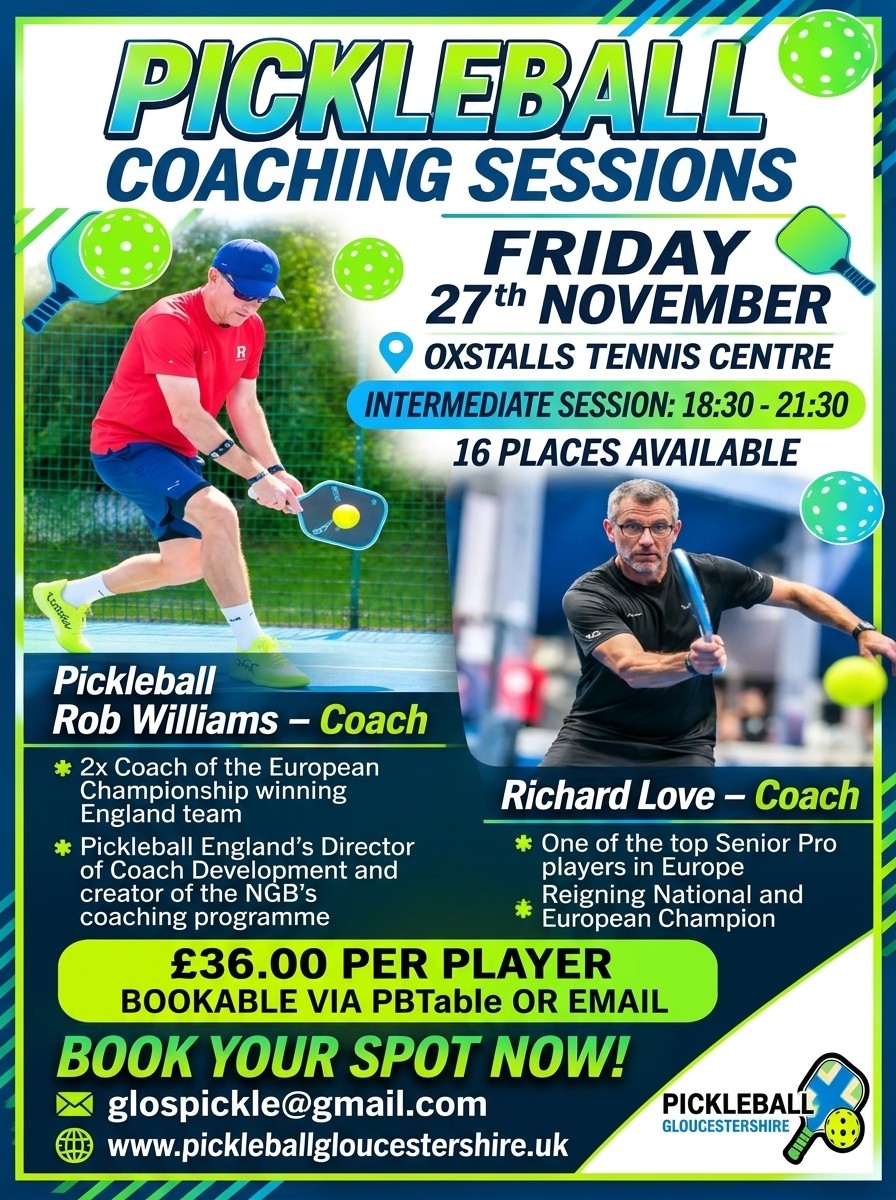 PICKLEBALL
COACHING SESSIONS
FRIDAY
27th NOVEMBER
OXSTALLS TENNIS CENTRE
INTERMEDIATE SESSION: 18:30 - 21:30
16 PLACES AVAILABLE
R
Pickleball
Rob Williams – Coach
* 2x Coach of the European
Championship winning
England team
* Pickleball England's Director
of Coach Development and
creator of the NGB's
coaching programme
Richard Love – Coach
* One of the top Senior Pro
players in Europe
* Reigning National and
European Champion
£36.00 PER PLAYER
BOOKABLE VIA PBTable OR EMAIL
BOOK YOUR SPOT NOW!
glospickle@gmail.com
www.pickleballgloucestershire.uk
PICKLEBALL
GLOUCESTERSHIRE